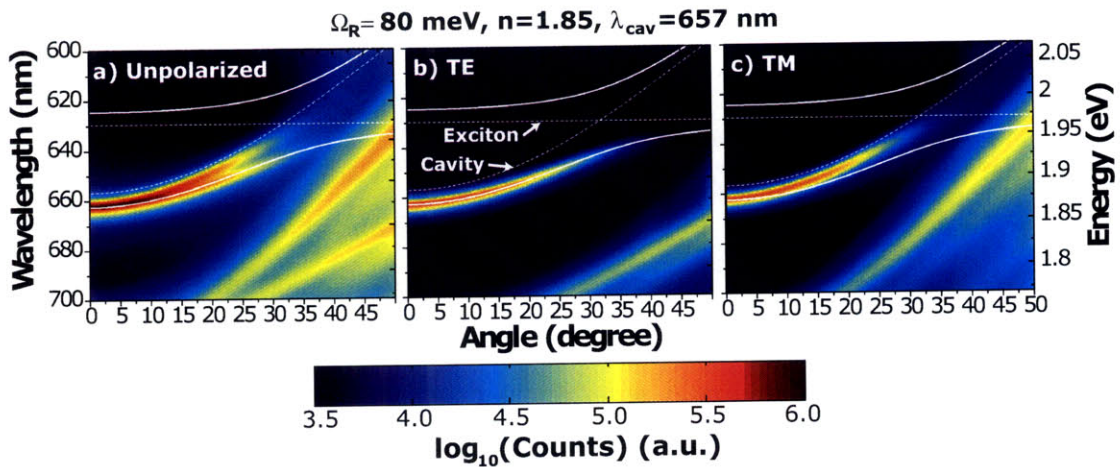 Ω_R= 80 meV, n=1.85, λ_cav=657 nm
a) Unpolarized
b) TE
c) TM
Exciton
Cavity
Wavelength (nm)
600
620
640
660
680
700
Energy (eV)
2.05
2
1.95
1.9
1.85
1.8
0 5 10 15 20 25 30 35 40 45
0 5 10 15 20 25 30 35 40 45
0 5 10 15 20 25 30 35 40 45 50
Angle (degree)
3.5 4.0 4.5 5.0 5.5 6.0
log₁₀(Counts) (a.u.)